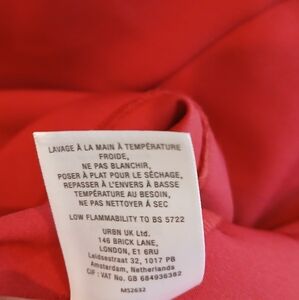 LAVAGE À LA MAIN À TEMPÉRATURE
FROIDE,
NE PAS BLANCHIR,
POSER À PLAT POUR LE SÉCHAGE,
REPASSER À L'ENVERS À BASSE
TEMPÉRATURE AU BESOIN,
NE PAS NETTOYER À SEC
LOW FLAMMABILITY TO BS 5722
URBN UK Ltd.
146 BRICK LANE,
LONDON, E1 6RU
Leidsestraat 32, 1017 PB
Amsterdam, Netherlands
CIF : VAT No. GB 684936382
MS2632